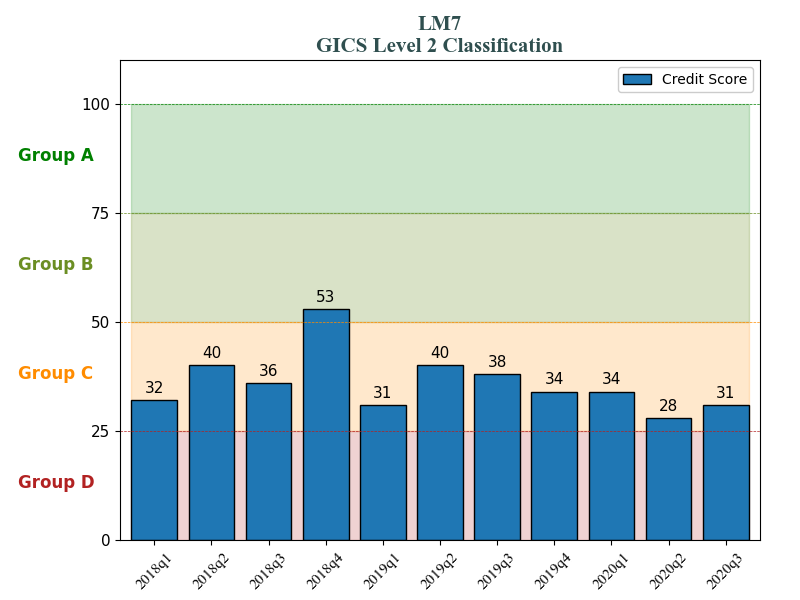 LM7
GICS Level 2 Classification
Credit Score
100
Group A
75
Group B
53
50
40
40
38
Group C
36
34
34
32
31
31
28
25
Group D
0
2018q1
2018q2
2018q3
2018q4
2019q1
2019q2
2019q3
2019q4
2020q1
2020q2
2020q3